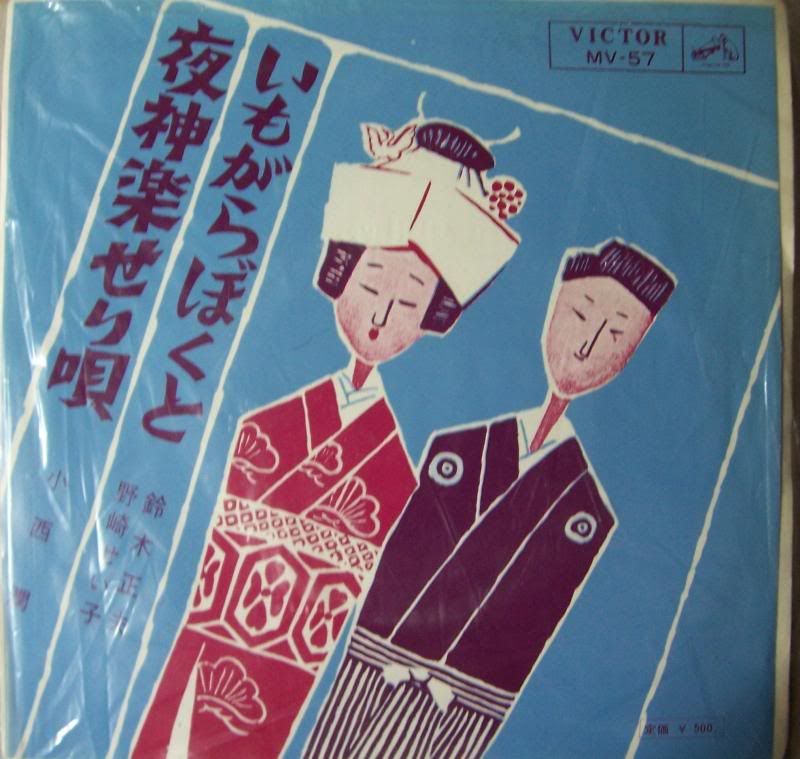 VICTOR
MV-57
いもがらぼくと
夜神楽せり唄
鈴木正夫
野崎せい子
小西
定価 ¥ 500